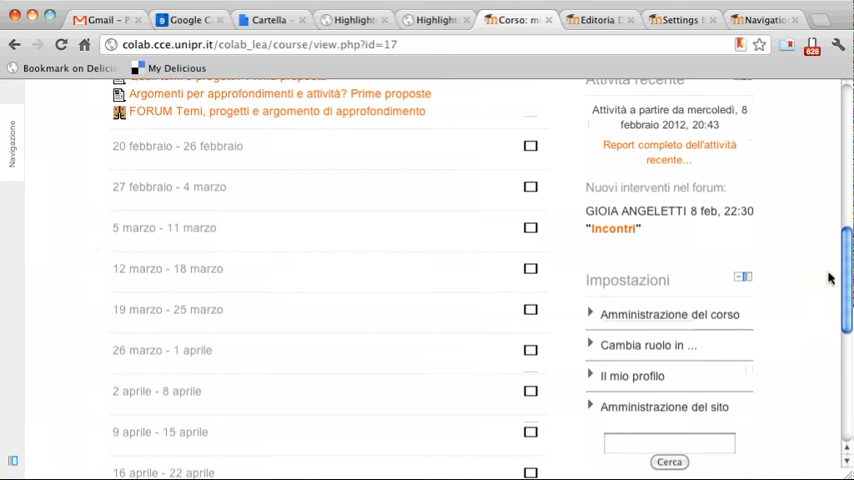 Gmail – P
Google C
Cartella –
Highlight
Highlight
Corso: m
Editoria D
Settings |
Navigatio
colab.cce.unipr.it/colab_lea/course/view.php?id=17
628
Bookmark on Delicio
My Delicious
Navigazione
Argomenti per approfondimenti e attività? Prime proposte
FORUM Temi, progetti e argomento di approfondimento
20 febbraio - 26 febbraio
27 febbraio - 4 marzo
5 marzo - 11 marzo
12 marzo - 18 marzo
19 marzo - 25 marzo
26 marzo - 1 aprile
2 aprile - 8 aprile
9 aprile - 15 aprile
16 aprile - 22 aprile
Attività recente
Attività a partire da mercoledì, 8
febbraio 2012, 20:43
Report completo dell'attività
recente...
Nuovi interventi nel forum:
GIOIA ANGELETTI 8 feb, 22:30
"Incontri"
Impostazioni
Amministrazione del corso
Cambia ruolo in ...
Il mio profilo
Amministrazione del sito
Cerca